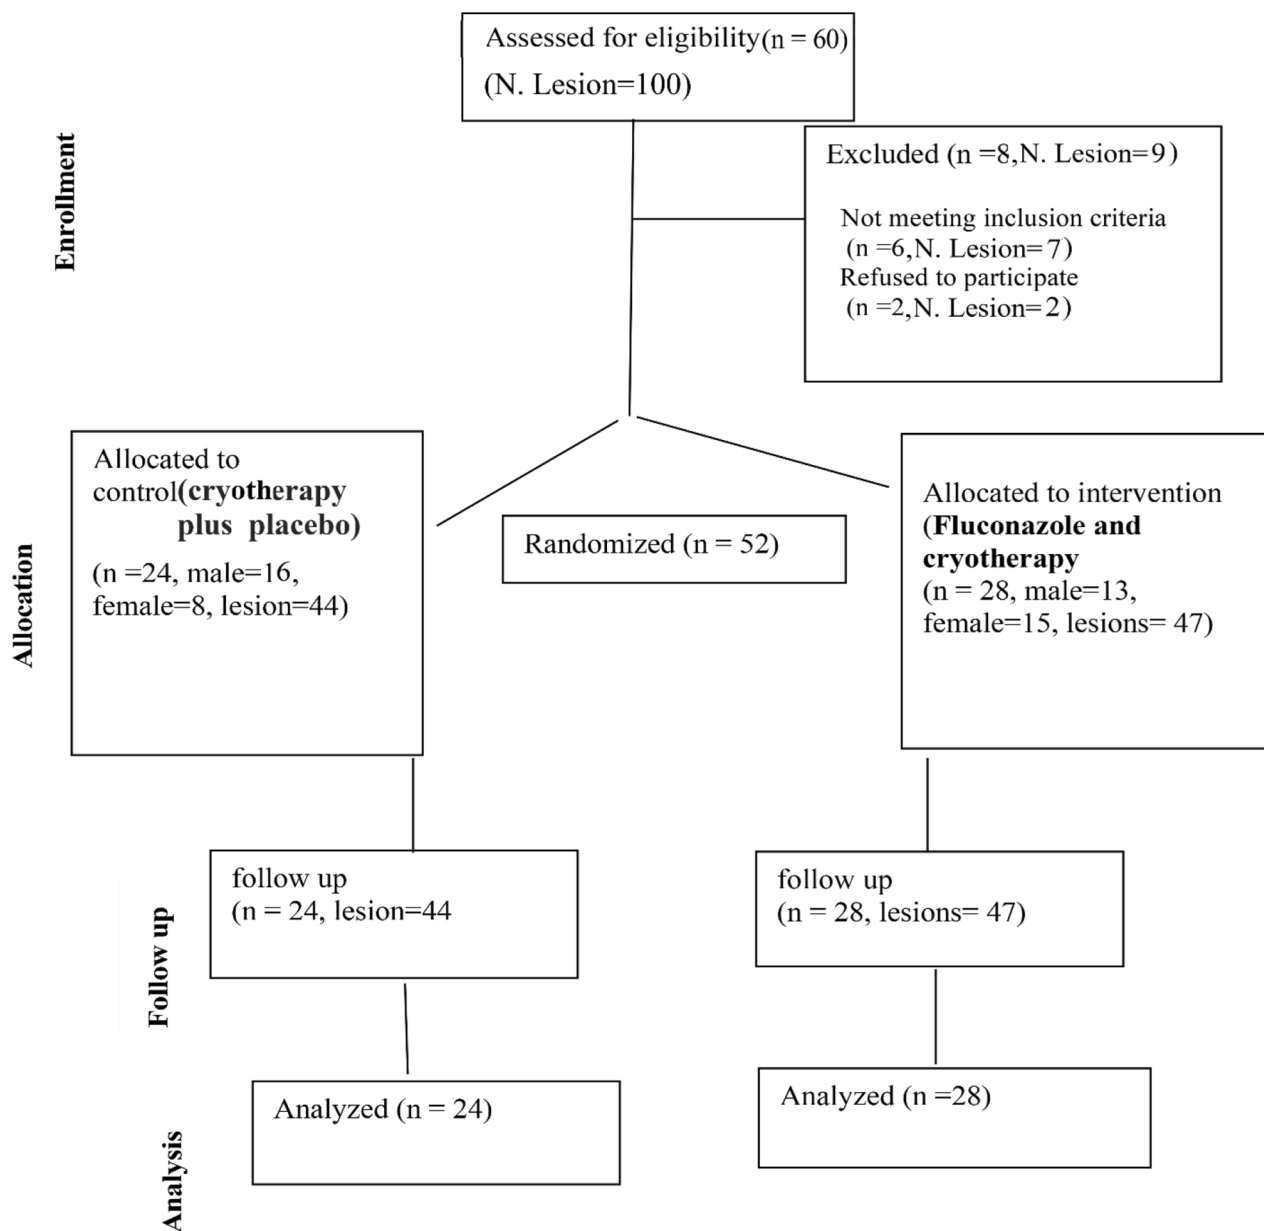 Assessed for eligibility(n = 60)
(N. Lesion=100)
Enrollment
Excluded (n =8,N. Lesion=9)
Not meeting inclusion criteria
(n =6,N. Lesion=7)
Refused to participate
(n =2,N. Lesion=2)
Allocation
Allocated to
control(cryotherapy
plus placebo)
(n =24, male=16,
female=8, lesion=44)
Randomized (n = 52)
Allocated to intervention
(Fluconazole and
cryotherapy
(n = 28, male=13,
female=15, lesions= 47)
Follow up
follow up
(n = 24, lesion=44
follow up
(n = 28, lesions= 47)
Analysis
Analyzed (n = 24)
Analyzed (n =28)